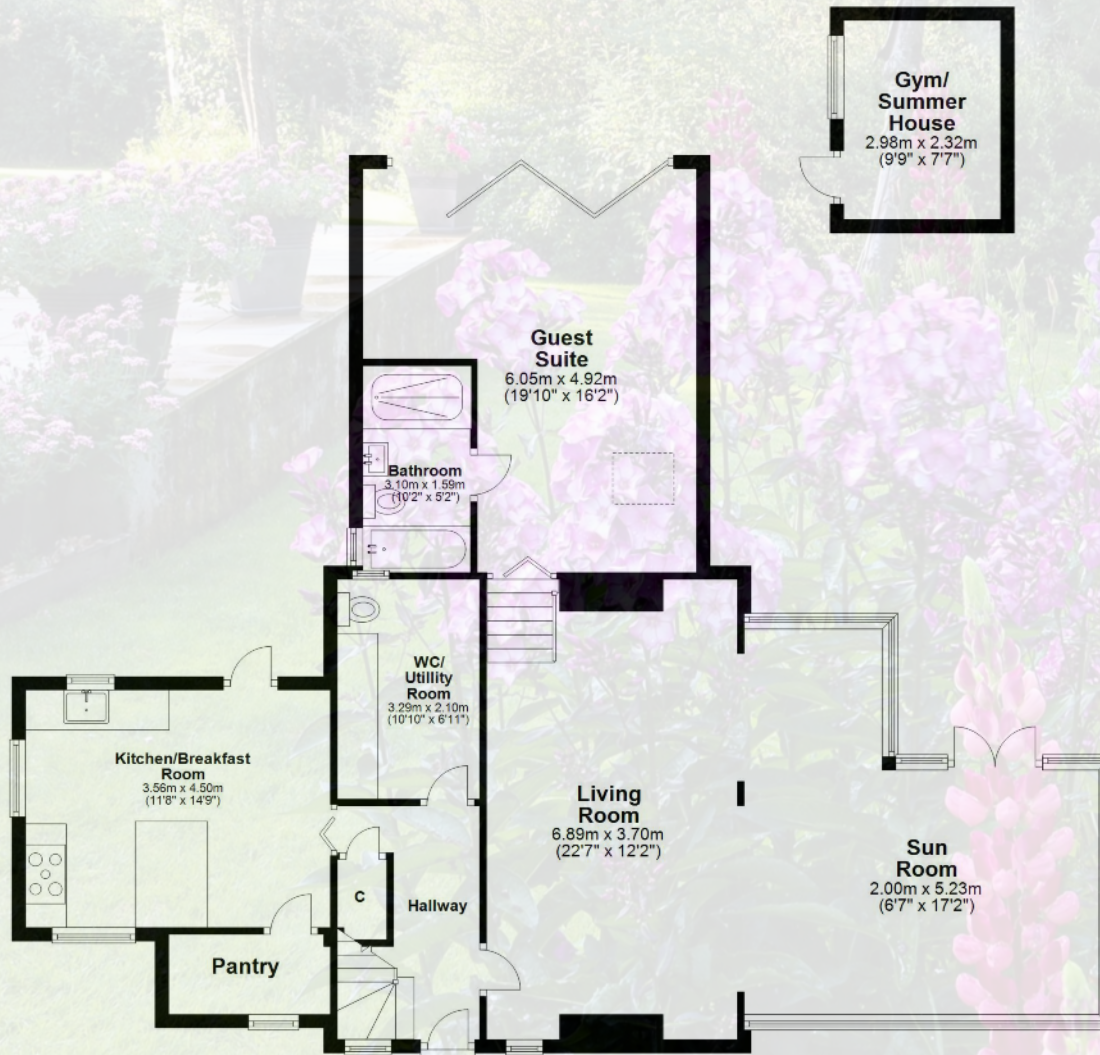 Gym/
Summer
House
2.98m x 2.32m
(9'9" x 7'7")
Guest
Suite
6.05m x 4.92m
(19'10" x 16'2")
Bathroom
3.10m x 1.59m
(10'2" x 5'2")
WC/
Utillity
Room
3.29m x 2.10m
(10'10" x 6'11")
Kitchen/Breakfast
Room
3.56m x 4.50m
(11'8" x 14'9")
Living
Room
6.89m x 3.70m
(22'7" x 12'2")
Sun
Room
2.00m x 5.23m
(6'7" x 17'2")
C
Hallway
Pantry